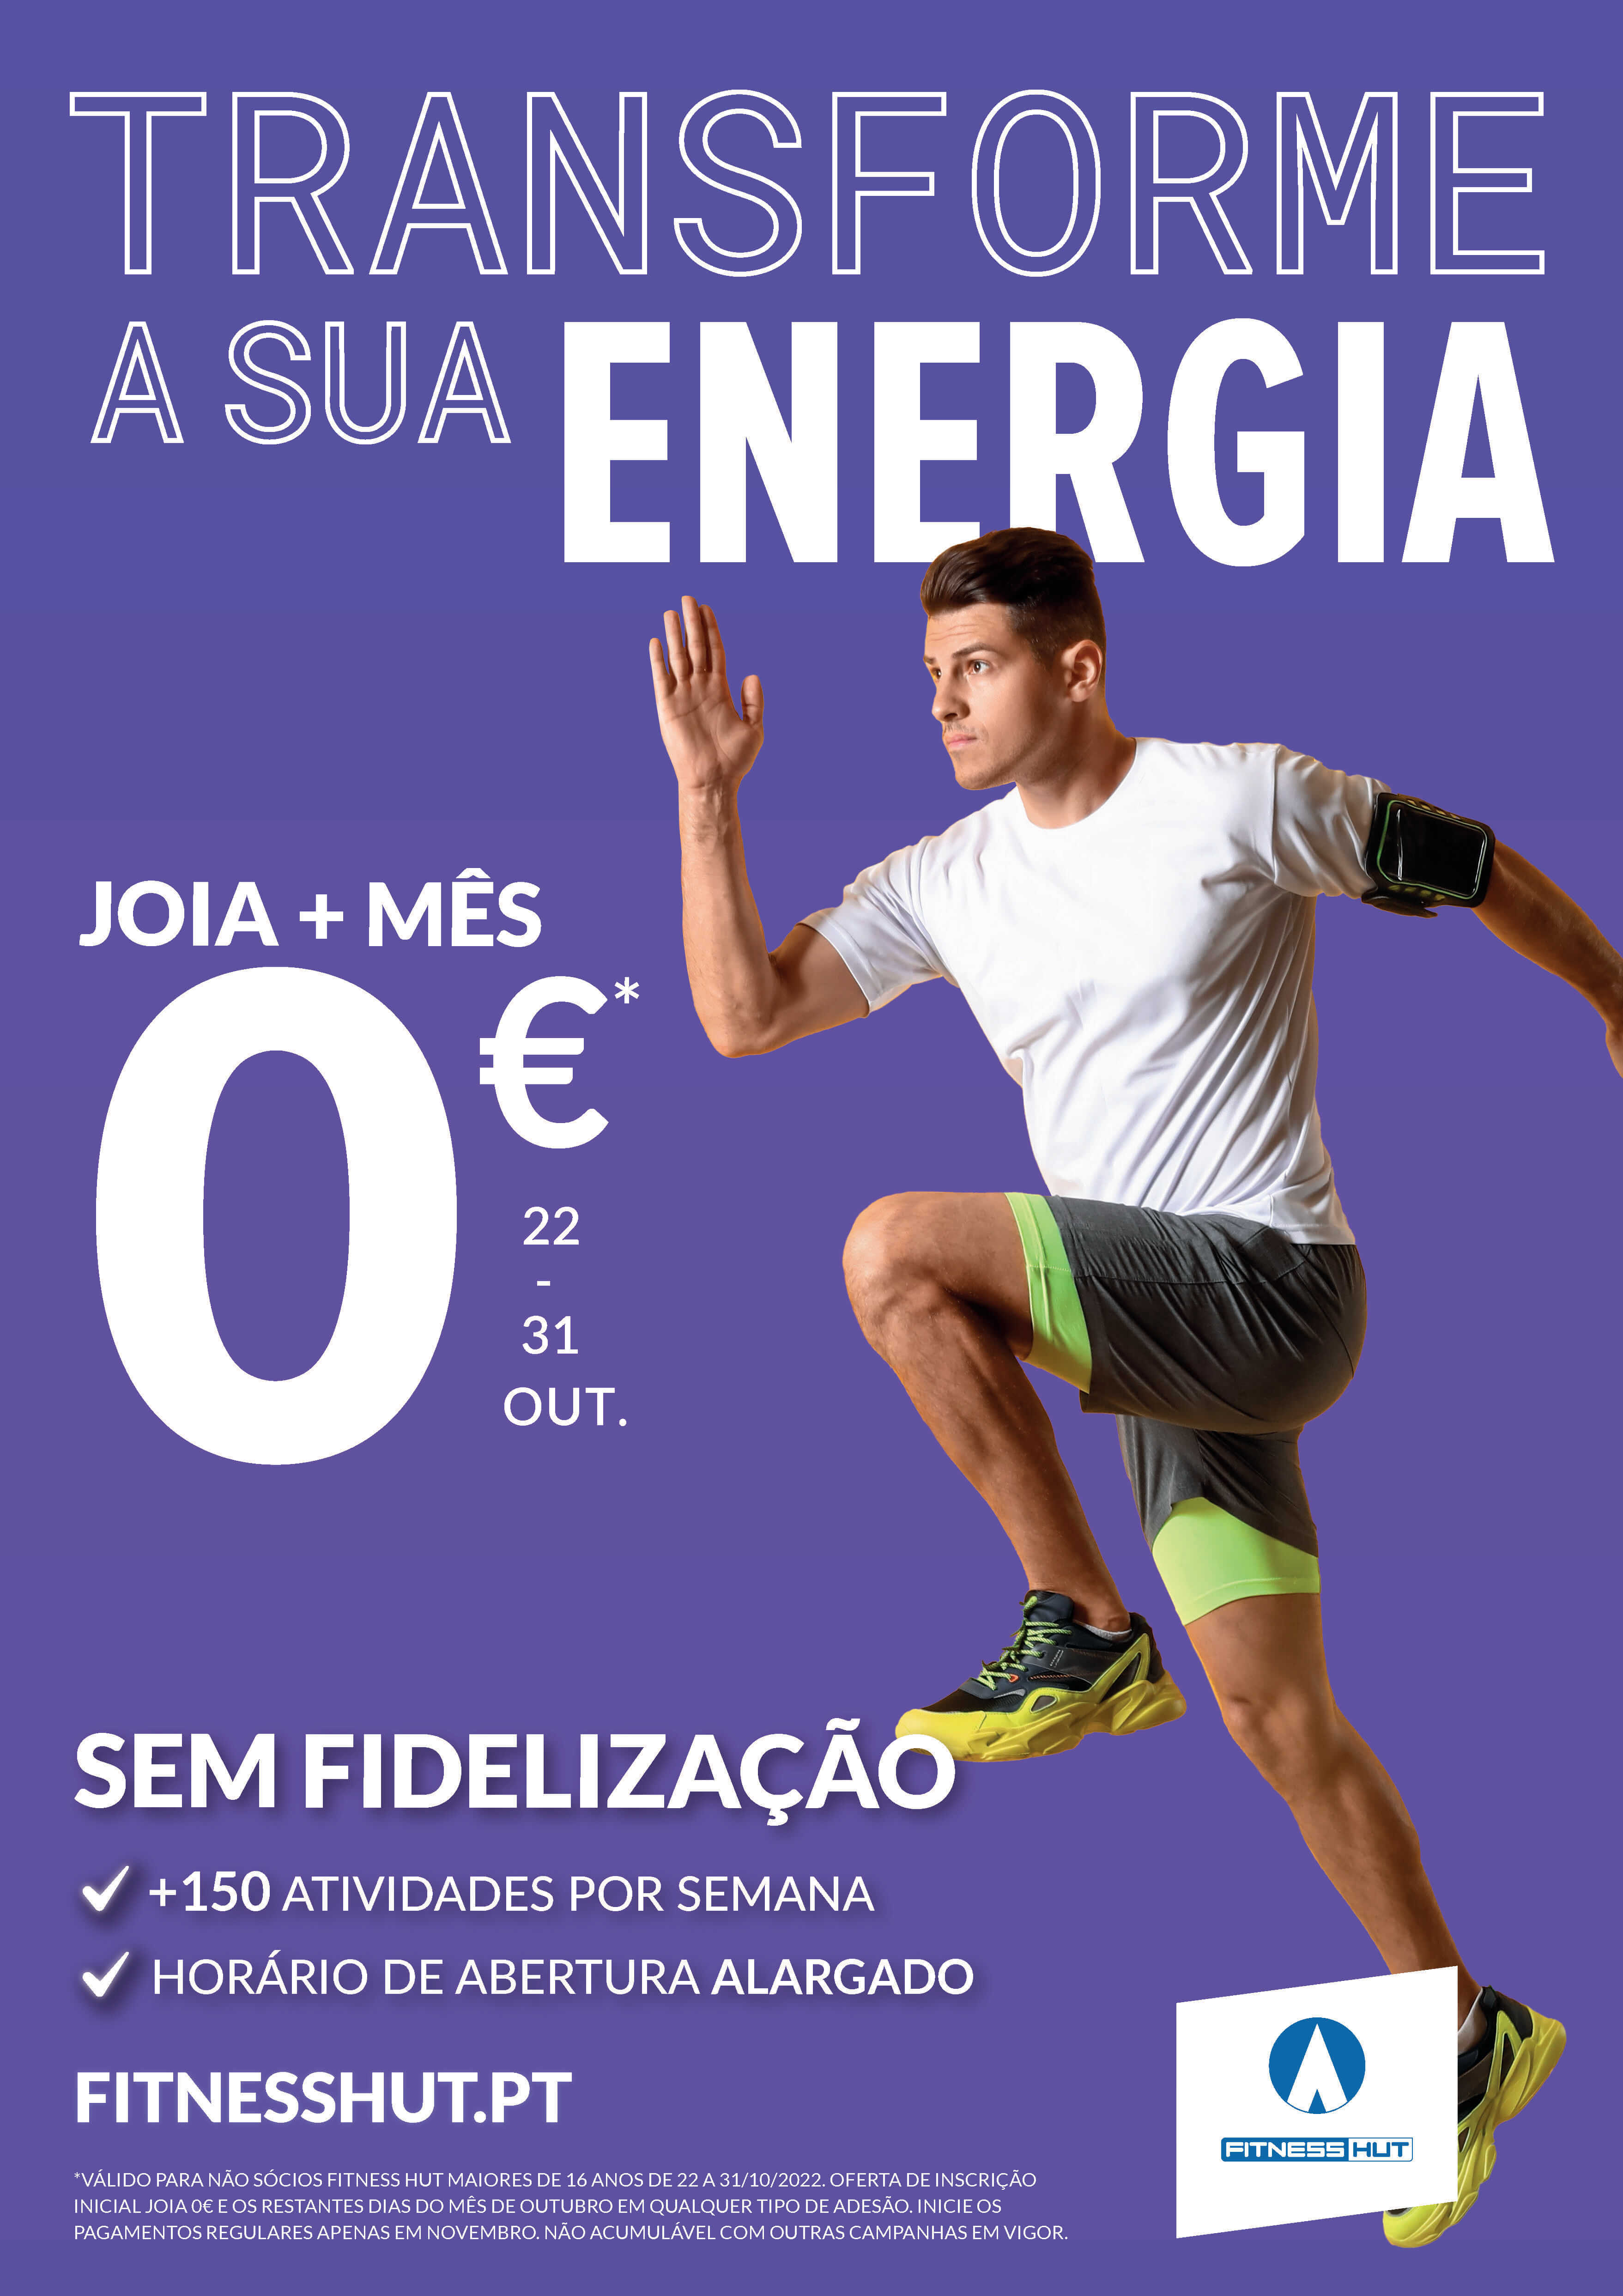 TRANSFORME
A SUA ENERGIA
JOIA + MÊS
0€*
22
-
31
OUT.
SEM FIDELIZAÇÃO
+150 ATIVIDADES POR SEMANA
HORÁRIO DE ABERTURA ALARGADO
FITNESSHUT.PT
FITNESS HUT
*VÁLIDO PARA NÃO SÓCIOS FITNESS HUT MAIORES DE 16 ANOS DE 22 A 31/10/2022. OFERTA DE INSCRIÇÃO
INICIAL JOIA 0€ E OS RESTANTES DIAS DO MÊS DE OUTUBRO EM QUALQUER TIPO DE ADESÃO. INICIE OS
PAGAMENTOS REGULARES APENAS EM NOVEMBRO. NÃO ACUMULÁVEL COM OUTRAS CAMPANHAS EM VIGOR.